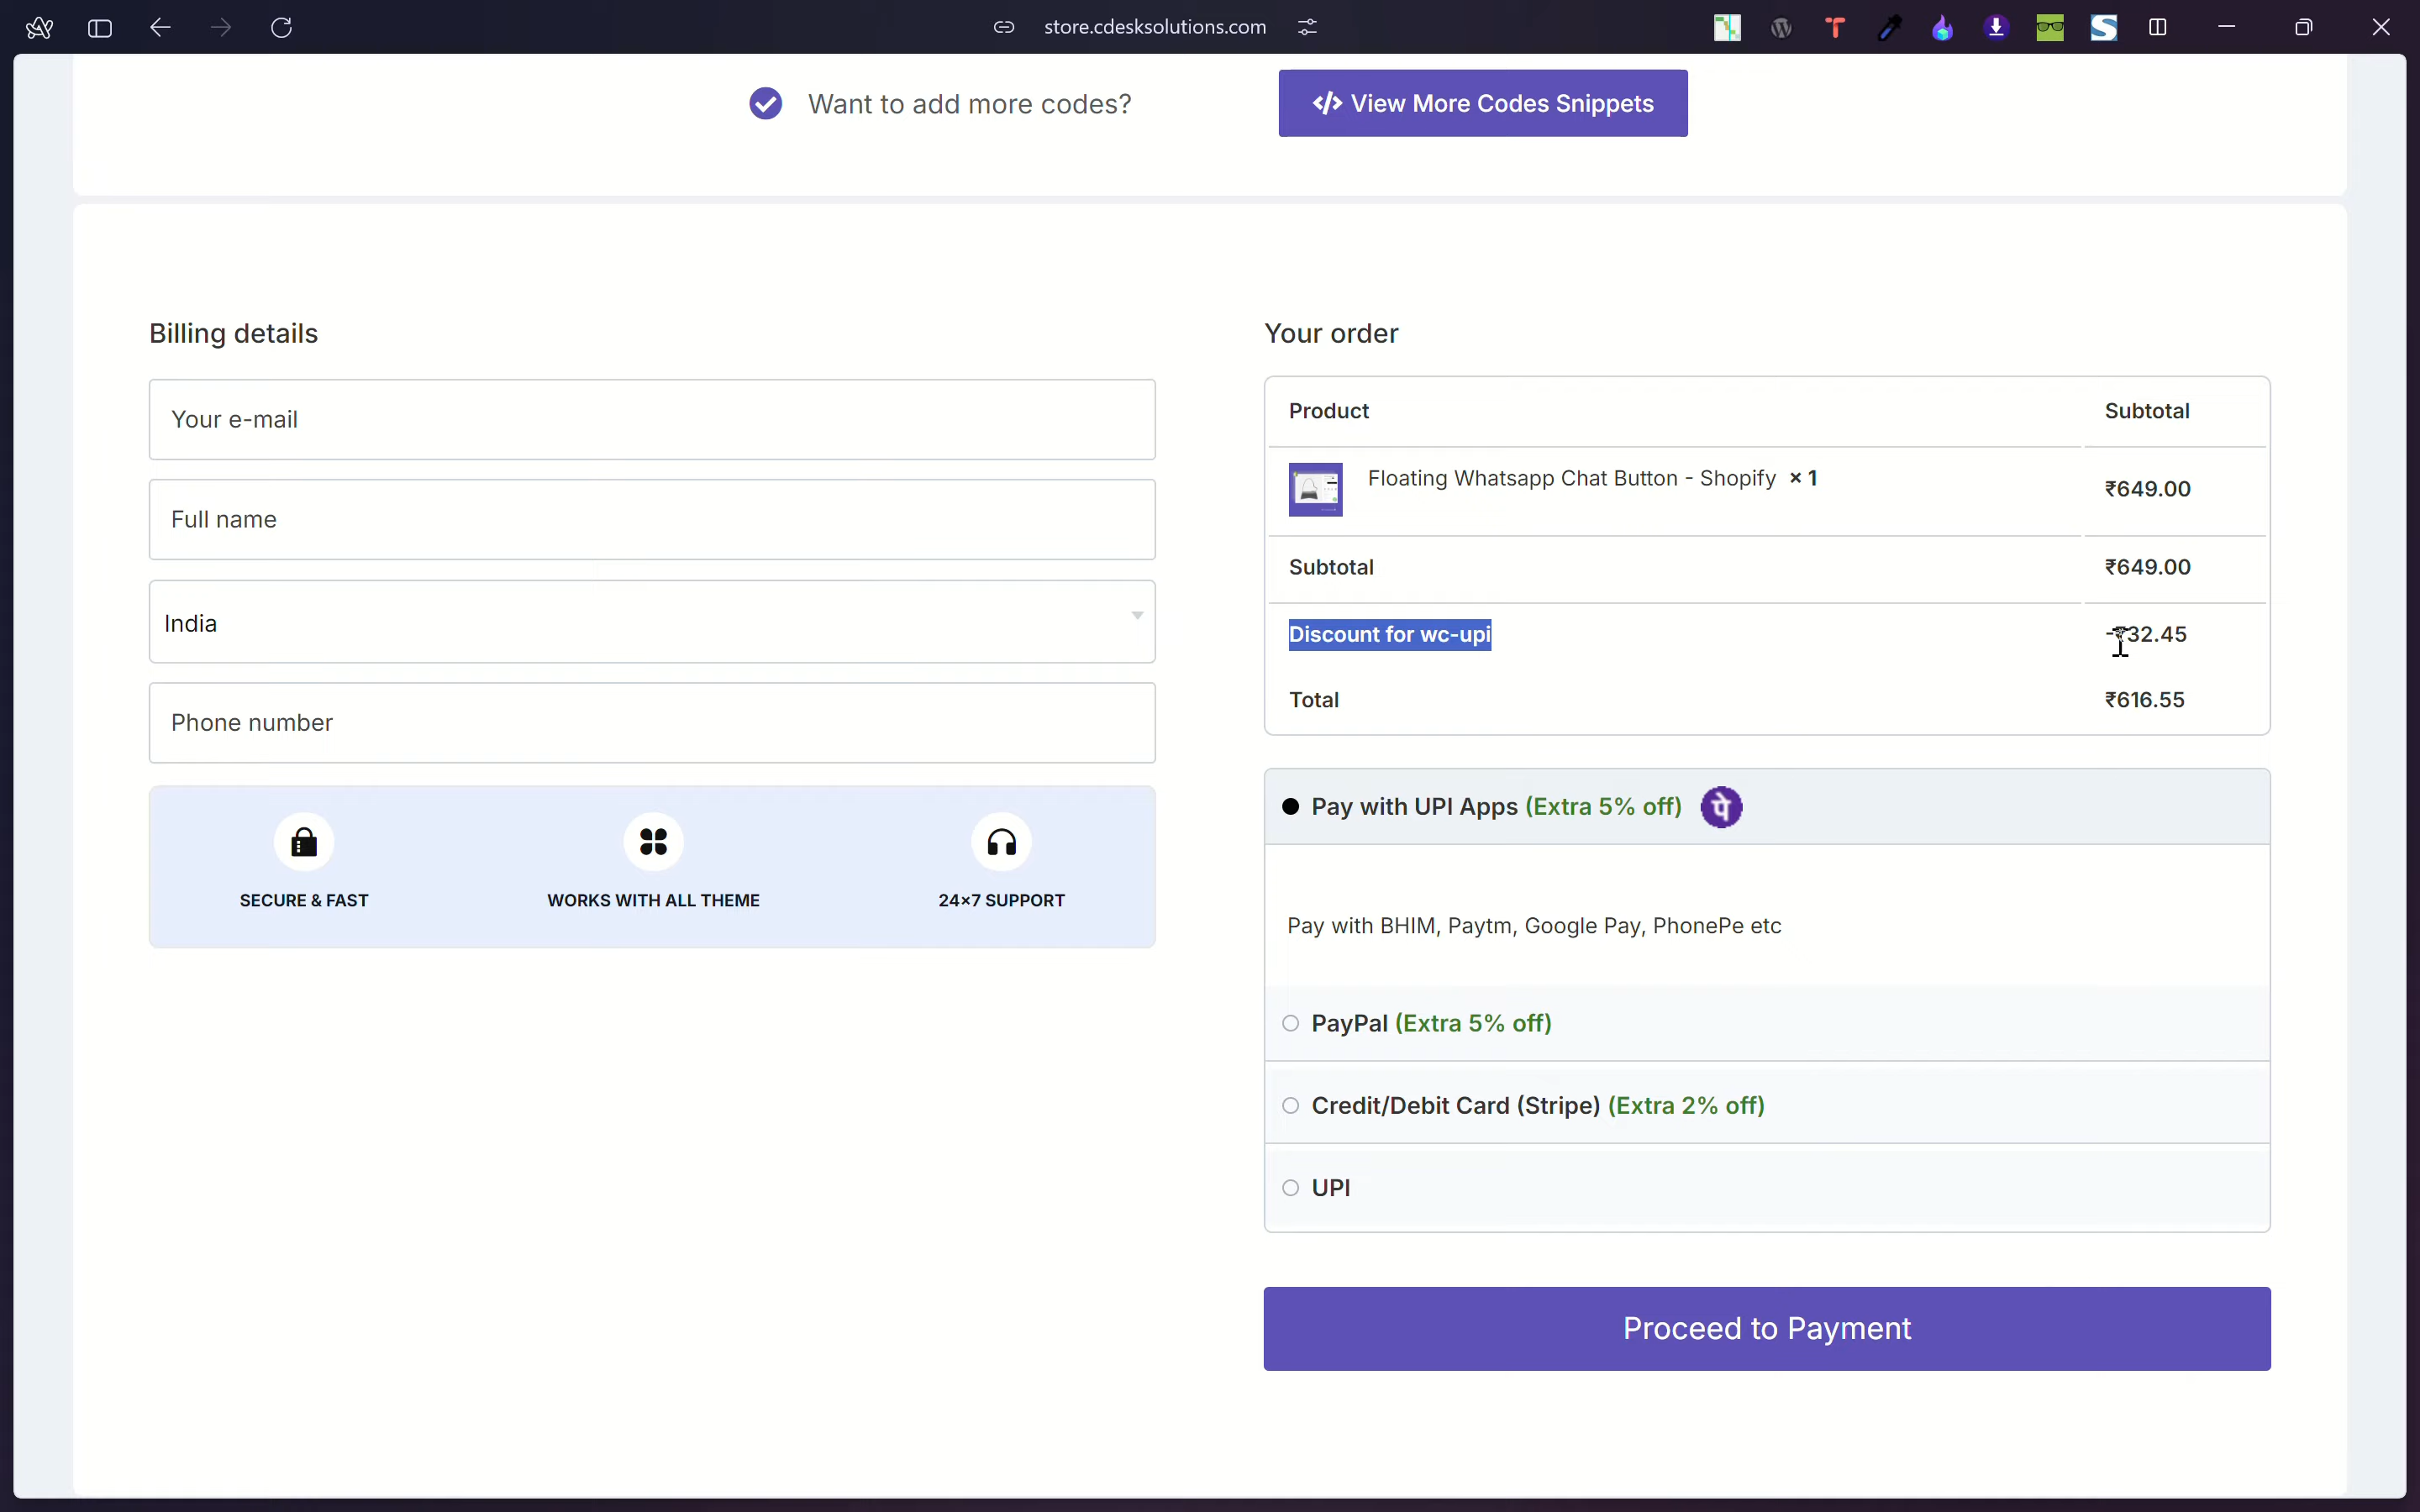 store.cdesksolutions.com
Want to add more codes?
</> View More Codes Snippets
Billing details
Your e-mail
Full name
India
Phone number
SECURE & FAST
WORKS WITH ALL THEME
24×7 SUPPORT
Your order
Product Subtotal
Floating Whatsapp Chat Button - Shopify × 1
₹649.00
Subtotal ₹649.00
Discount for wc-upi -₹32.45
Total ₹616.55
Pay with UPI Apps (Extra 5% off) पे
Pay with BHIM, Paytm, Google Pay, PhonePe etc
PayPal (Extra 5% off)
Credit/Debit Card (Stripe) (Extra 2% off)
UPI
Proceed to Payment